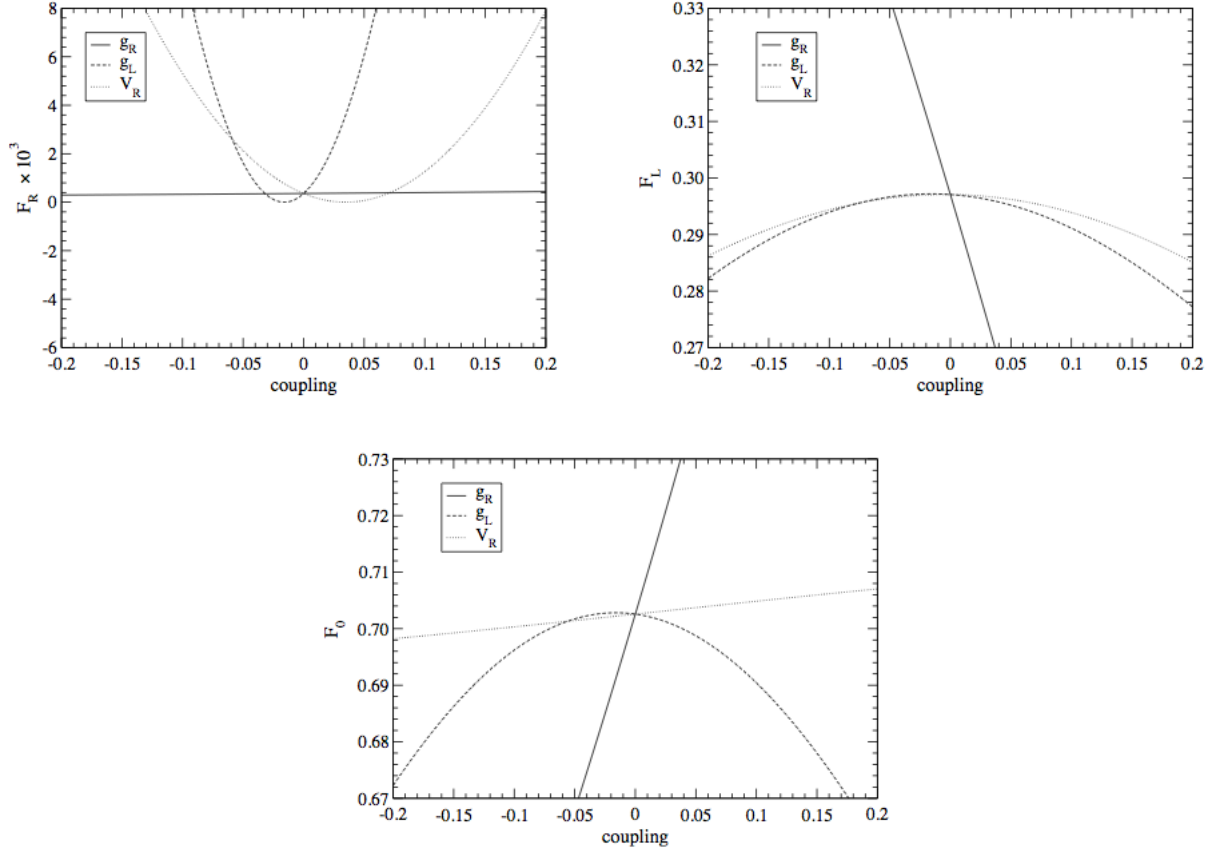 8
6
4
2
0
-2
-4
-6
F_R × 10^3
g_R
g_L
V_R
-0.2 -0.15 -0.1 -0.05 0 0.05 0.1 0.15 0.2
coupling
0.33
0.32
0.31
0.30
0.29
0.28
0.27
F_L
g_R
g_L
V_R
-0.2 -0.15 -0.1 -0.05 0 0.05 0.1 0.15 0.2
coupling
0.73
0.72
0.71
0.70
0.69
0.68
0.67
F_0
g_R
g_L
V_R
-0.2 -0.15 -0.1 -0.05 0 0.05 0.1 0.15 0.2
coupling